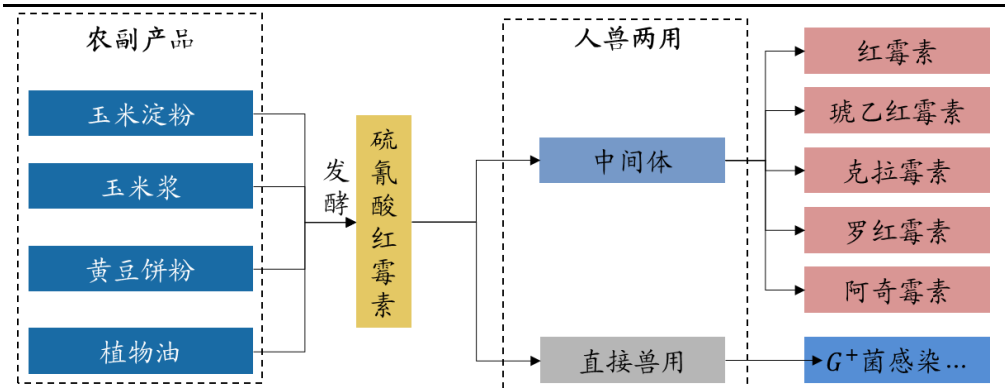 农副产品
玉米淀粉
玉米浆
黄豆饼粉
植物油
发酵
硫氰酸红霉素
人兽两用
中间体
直接兽用
红霉素
琥乙红霉素
克拉霉素
罗红霉素
阿奇霉素
G⁺菌感染…